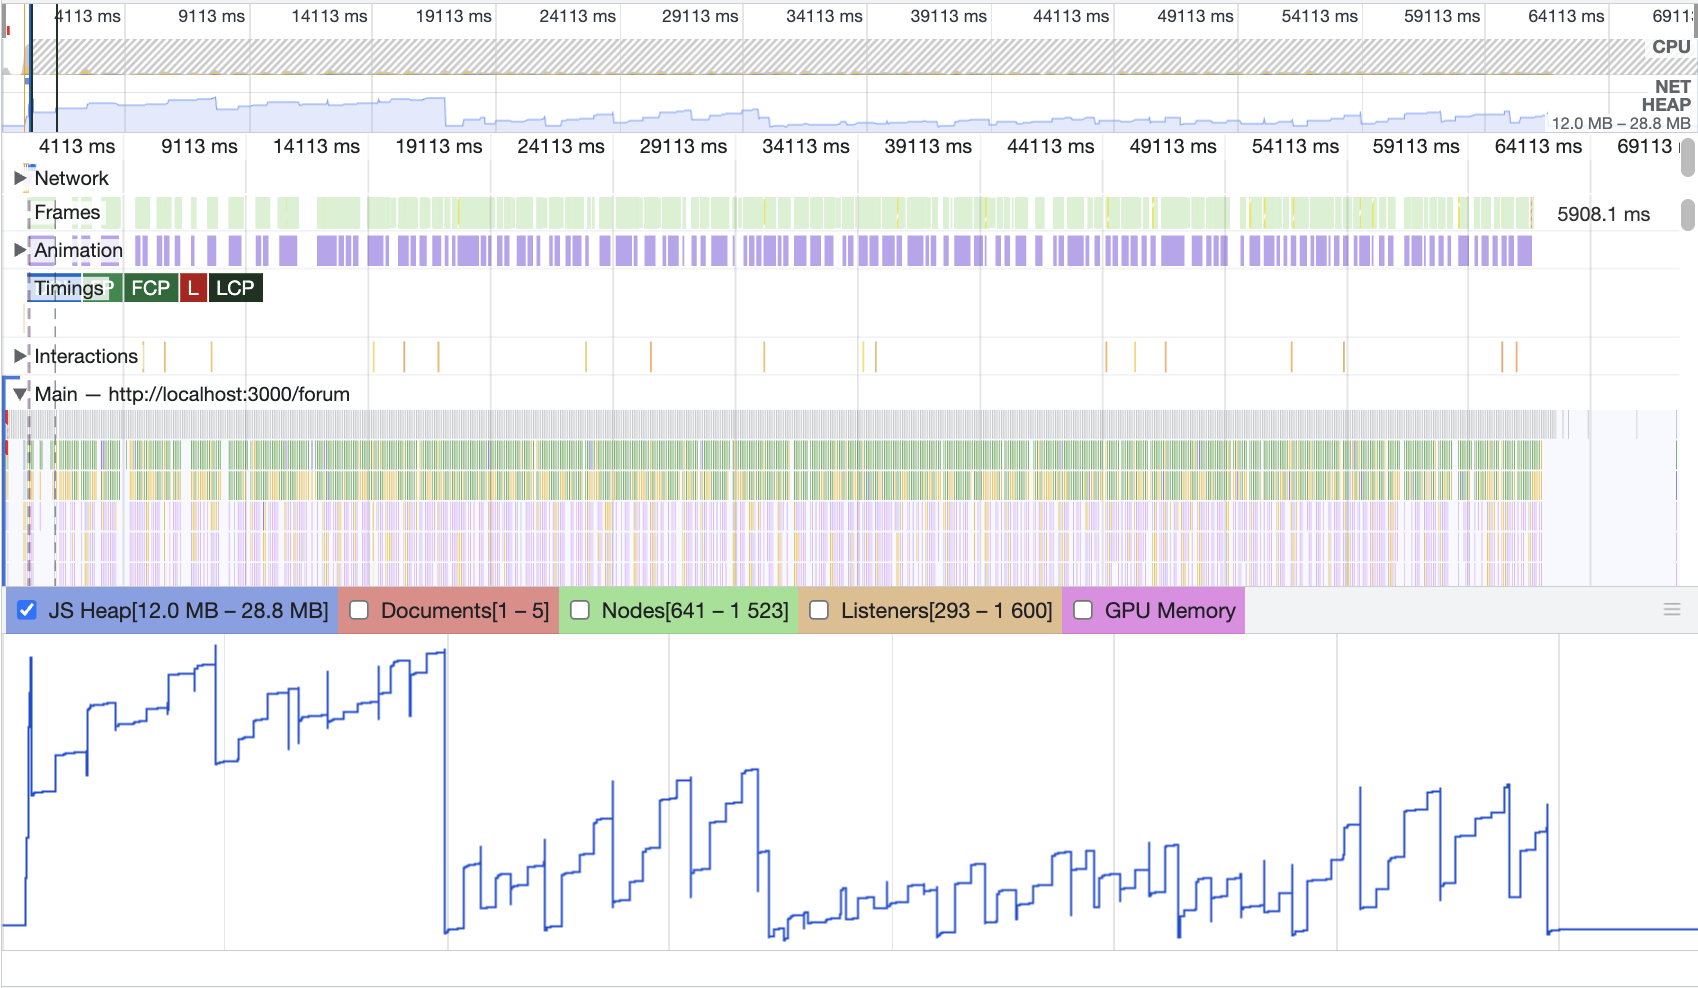 4113 ms 9113 ms 14113 ms 19113 ms 24113 ms 29113 ms 34113 ms 39113 ms 44113 ms 49113 ms 54113 ms 59113 ms 64113 ms 6911
CPU
NET
HEAP
12.0 MB – 28.8 MB
4113 ms 9113 ms 14113 ms 19113 ms 24113 ms 29113 ms 34113 ms 39113 ms 44113 ms 49113 ms 54113 ms 59113 ms 64113 ms 69113
Network
Frames 5908.1 ms
Animation
Timings P FCP L LCP
Interactions
Main — http://localhost:3000/forum
JS Heap[12.0 MB – 28.8 MB] Documents[1 – 5] Nodes[641 – 1 523] Listeners[293 – 1 600] GPU Memory